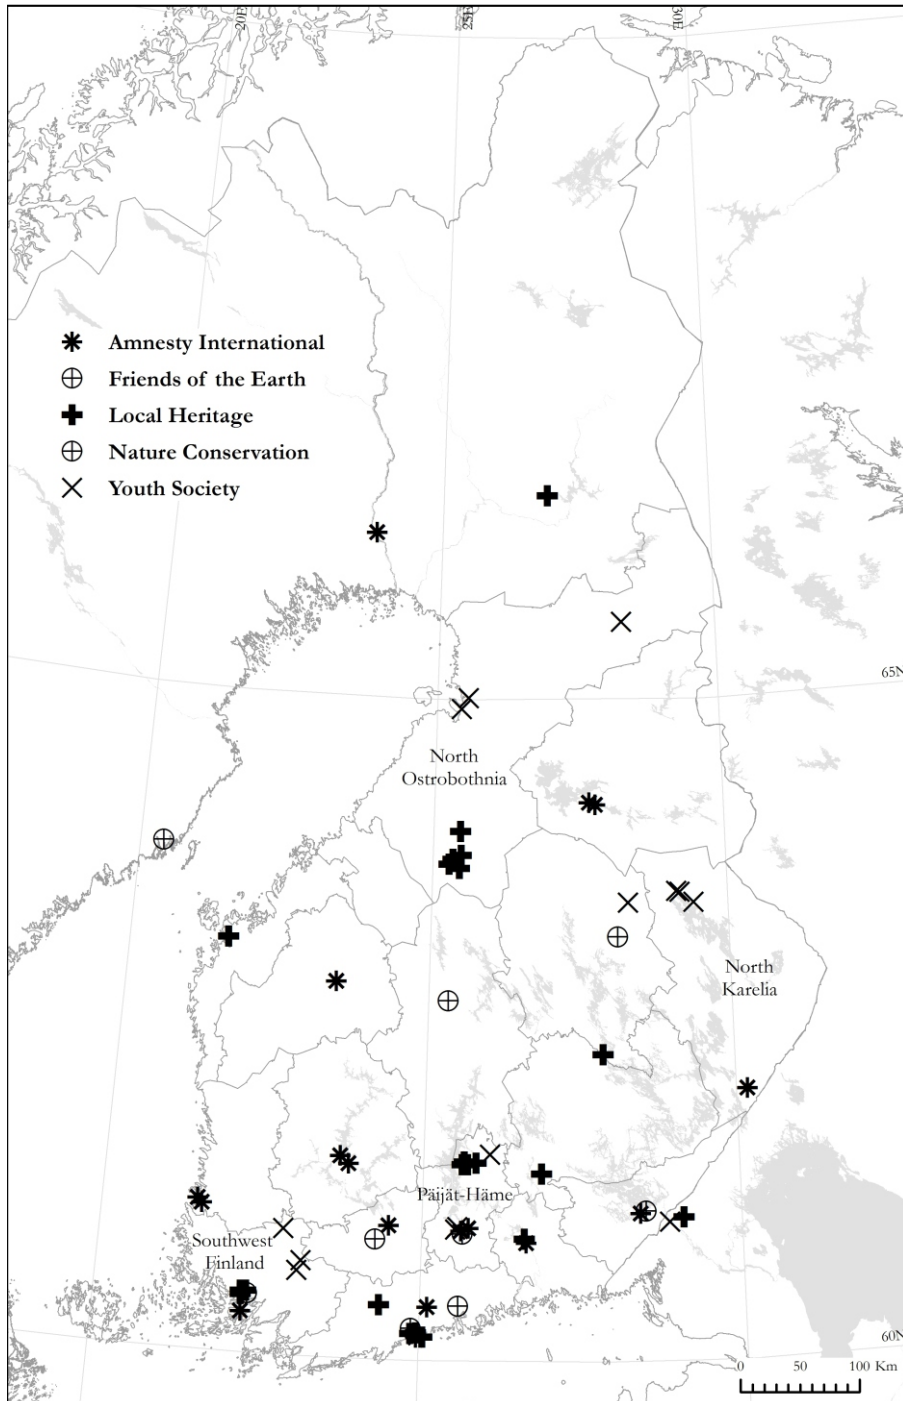 20E
25E
30E
Amnesty International
Friends of the Earth
Local Heritage
Nature Conservation
Youth Society
65N
North
Ostrobothnia
North
Karelia
Päijät-Häme
Southwest
Finland
60N
0 50 100 Km